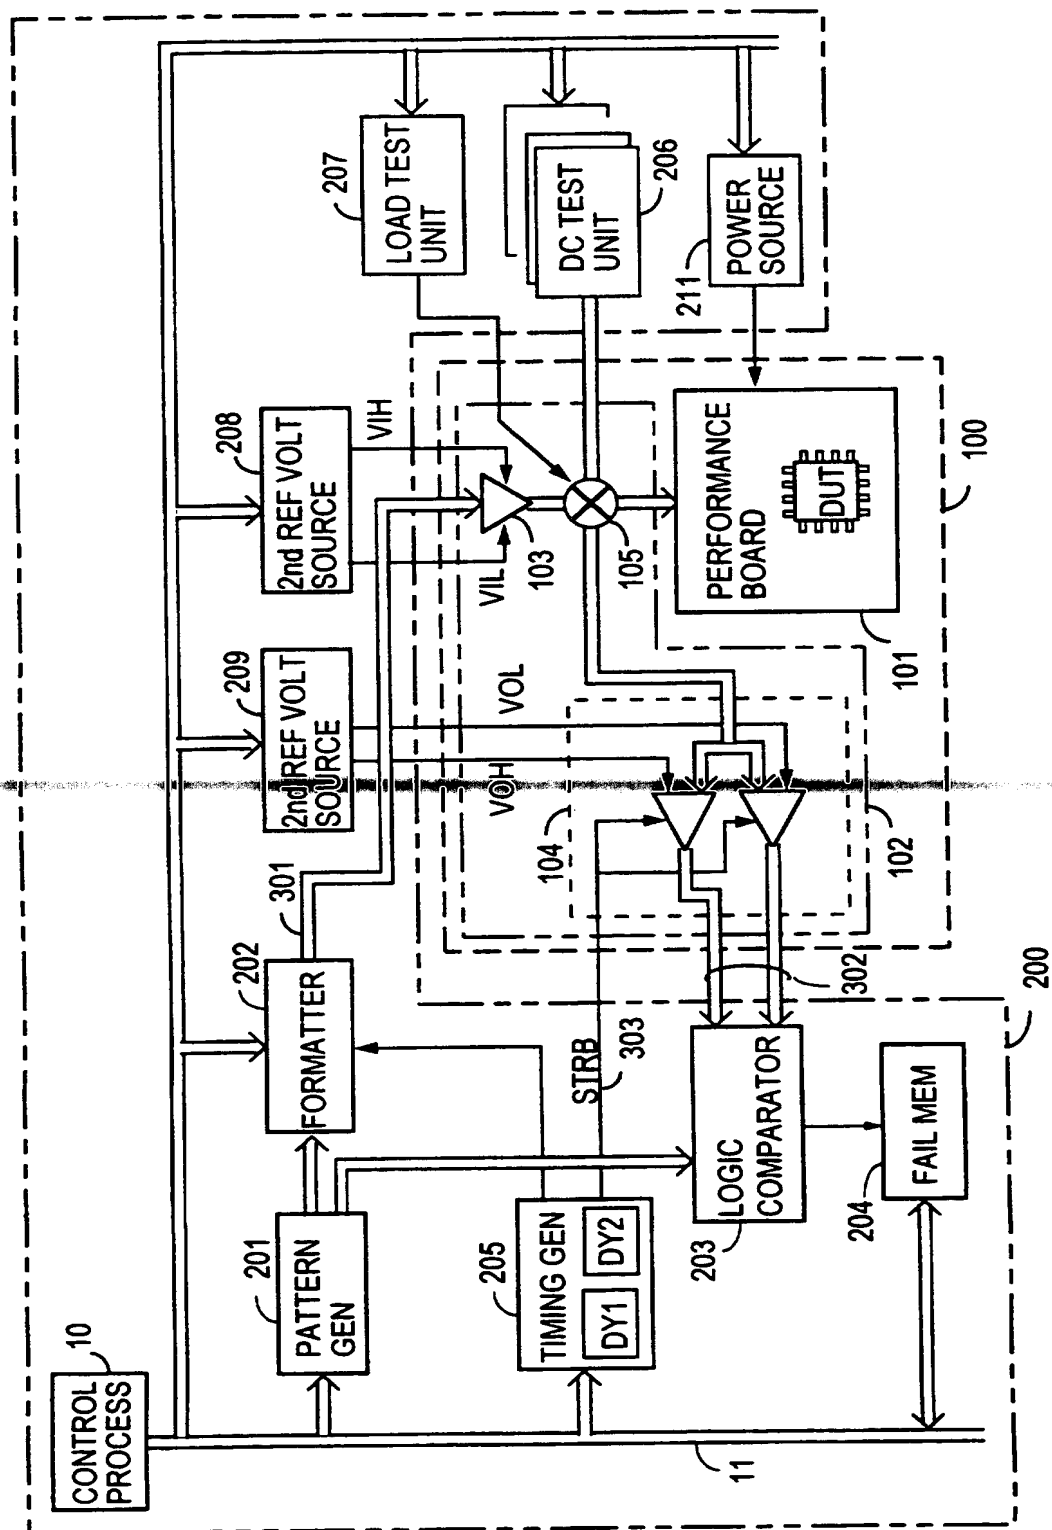 CONTROL
PROCESS
10
11
PATTERN
GEN
201
FORMATTER
202
301
2nd REF VOLT
SOURCE
209
2nd REF VOLT
SOURCE
208
VIH
VIL
VOL
VOH
LOAD TEST
UNIT
207
DC TEST
UNIT
206
POWER
SOURCE
211
TIMING GEN
DY1
DY2
205
STRB
303
LOGIC
COMPARATOR
203
FAIL MEM
204
302
104
102
103
105
PERFORMANCE
BOARD
DUT
101
100
200